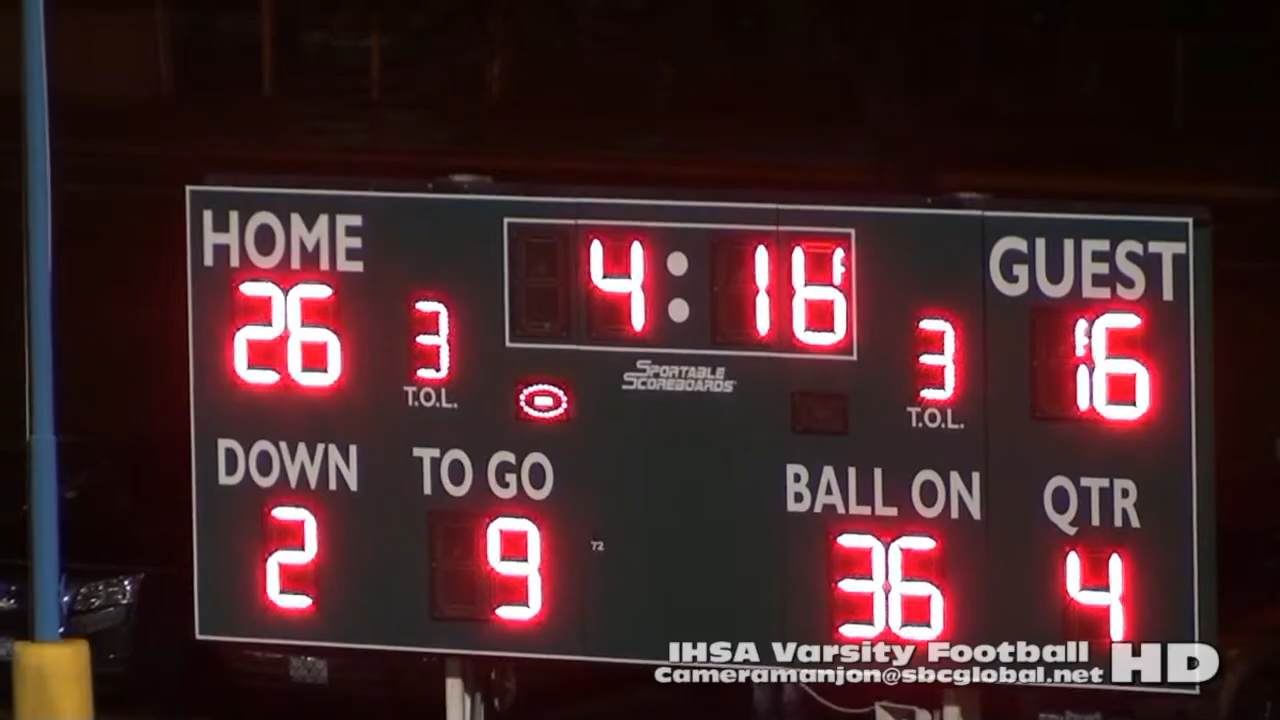 HOME
26
3
T.O.L.
4:16
SPORTABLE
SCOREBOARDS
3
T.O.L.
GUEST
16
DOWN
2
TO GO
9
72
BALL ON
36
QTR
4
IHSA Varsity Football
Cameramanjon@sbcglobal.net HD